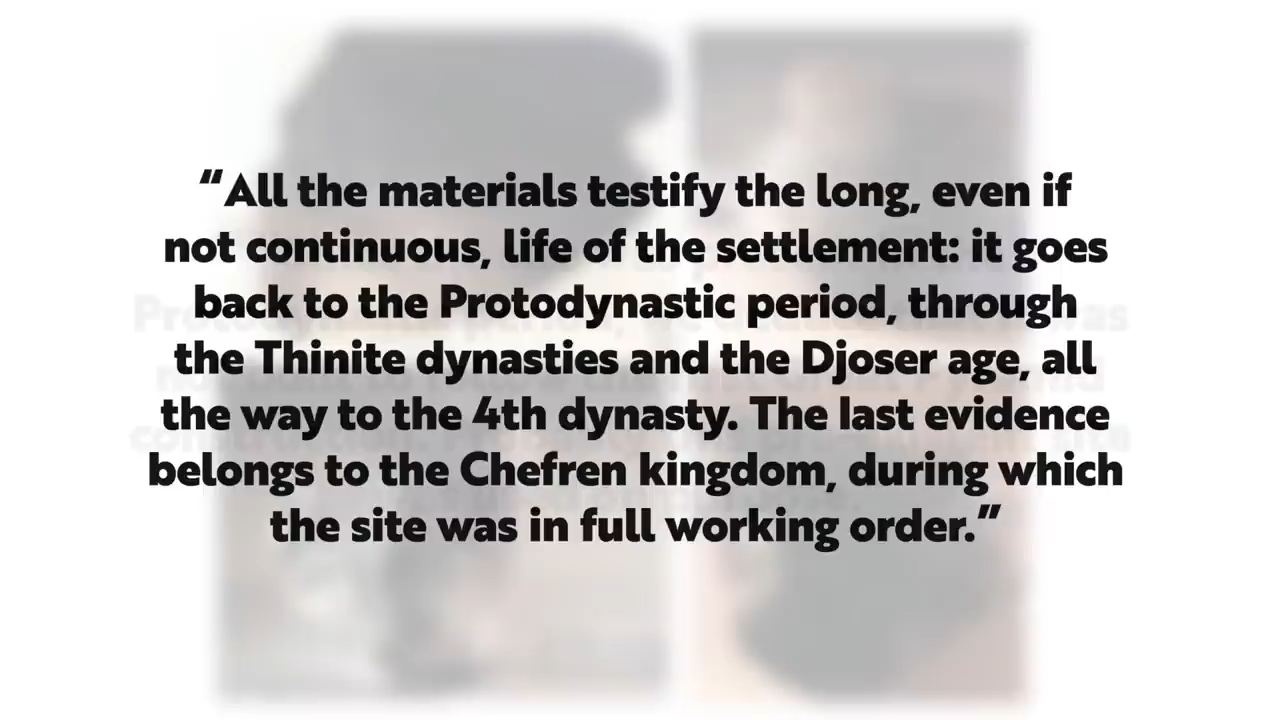 “All the materials testify the long, even if
not continuous, life of the settlement: it goes
back to the Protodynastic period, through
the Thinite dynasties and the Djoser age, all
the way to the 4th dynasty. The last evidence
belongs to the Chefren kingdom, during which
the site was in full working order.”